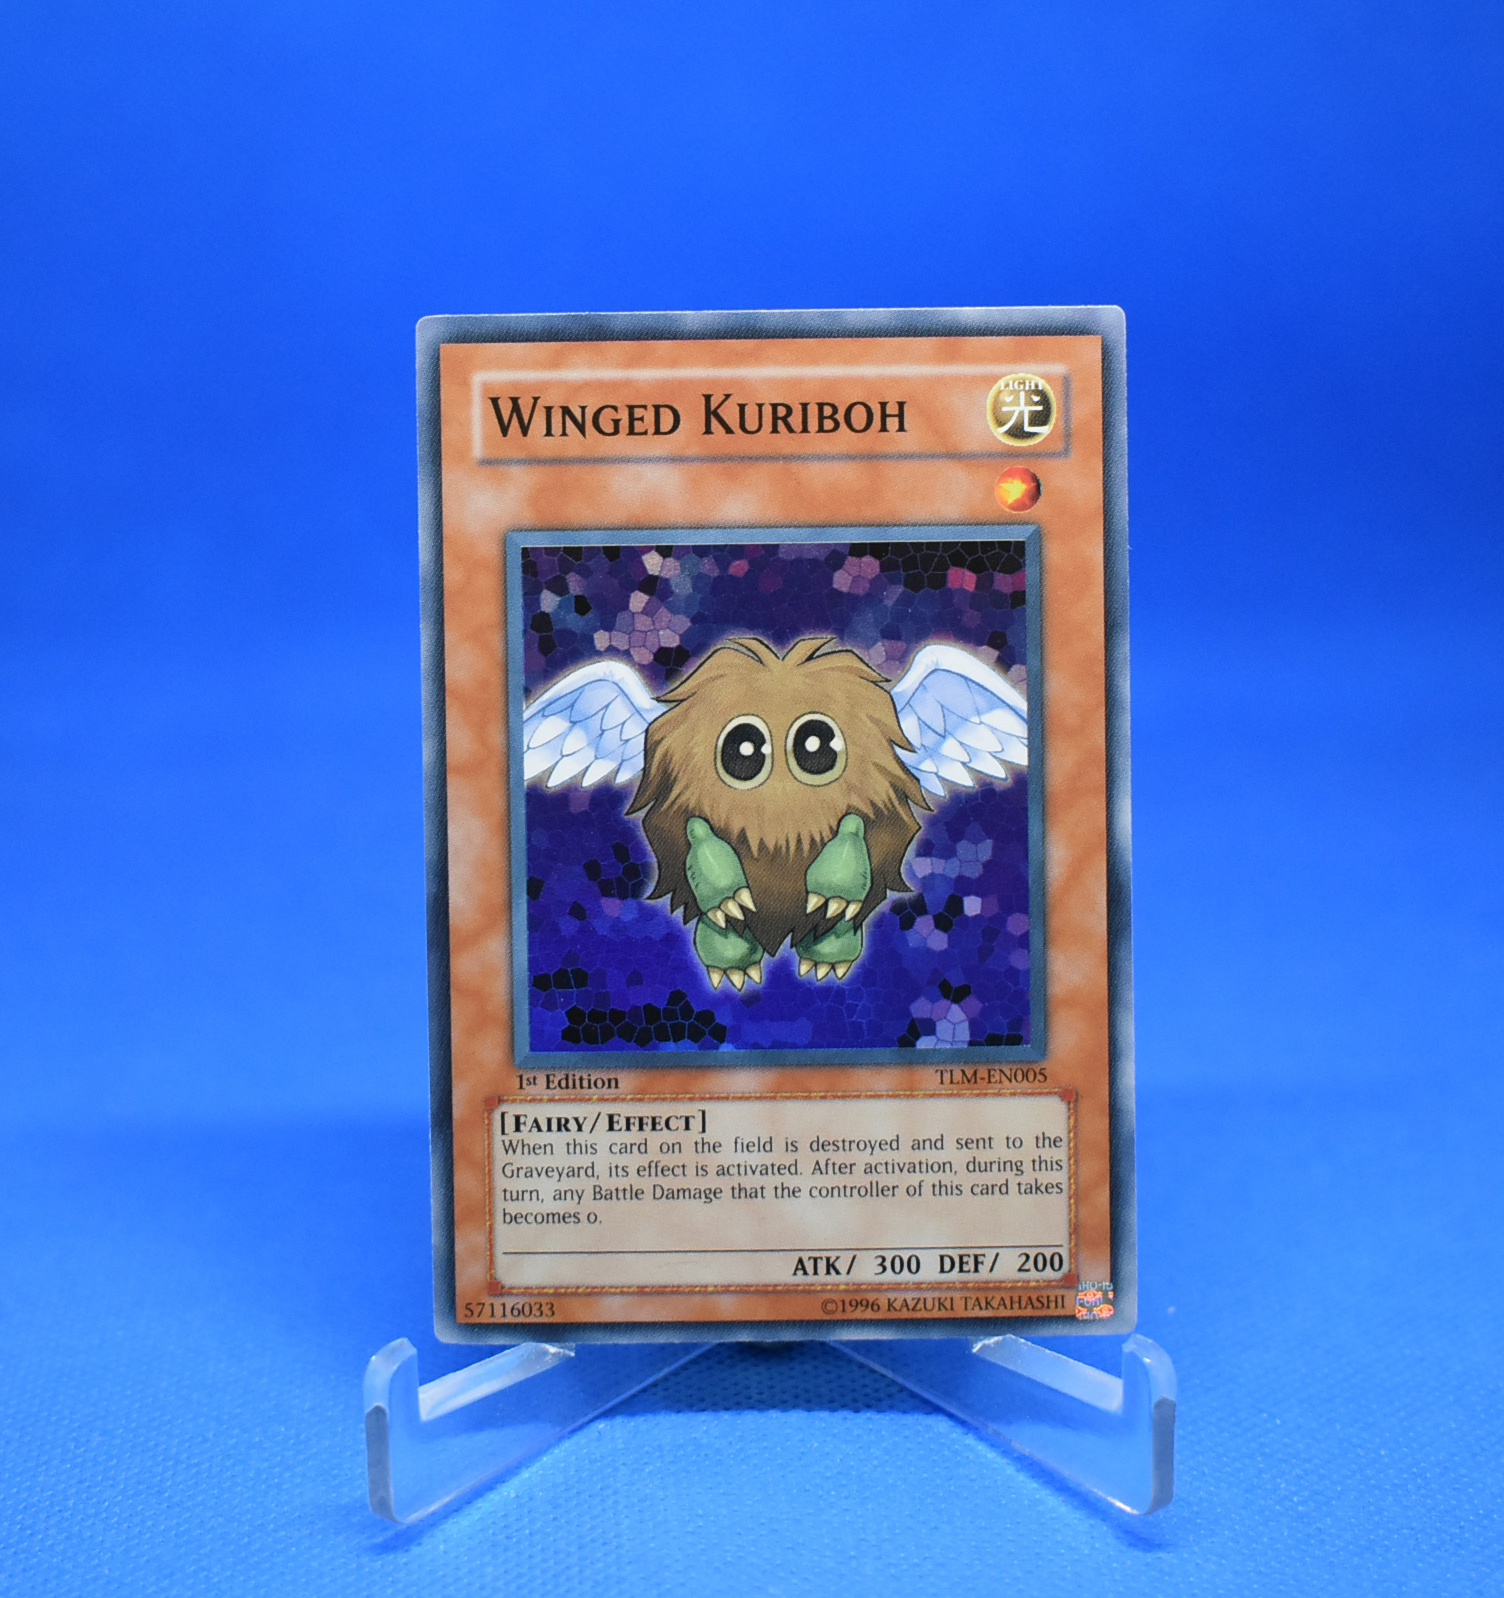 WINGED KURIBOH
LIGHT
光
1st Edition
TLM-EN005
[FAIRY/EFFECT]
When this card on the field is destroyed and sent to the
Graveyard, its effect is activated. After activation, during this
turn, any Battle Damage that the controller of this card takes
becomes 0.
ATK/ 300 DEF/ 200
57116033
©1996 KAZUKI TAKAHASHI